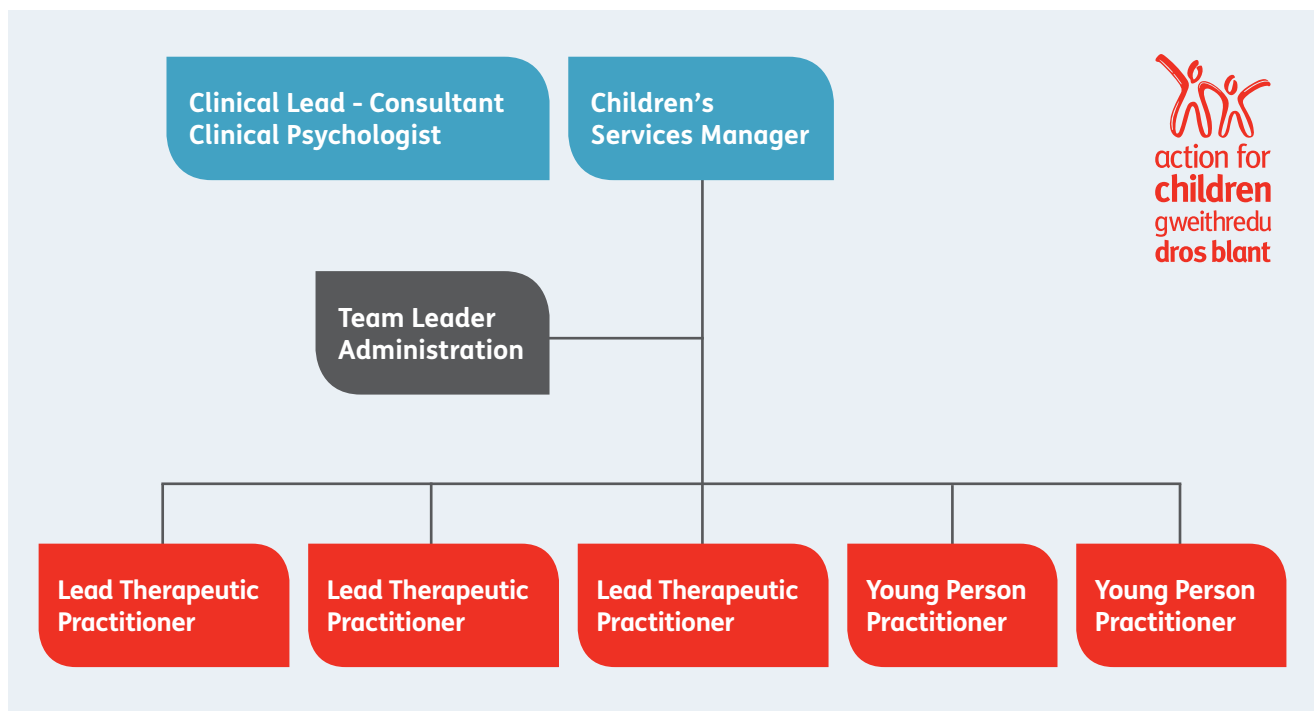 Clinical Lead - Consultant
Clinical Psychologist
Children’s
Services Manager
action for
children
gweithredu
dros blant
Team Leader
Administration
Lead Therapeutic
Practitioner
Lead Therapeutic
Practitioner
Lead Therapeutic
Practitioner
Young Person
Practitioner
Young Person
Practitioner